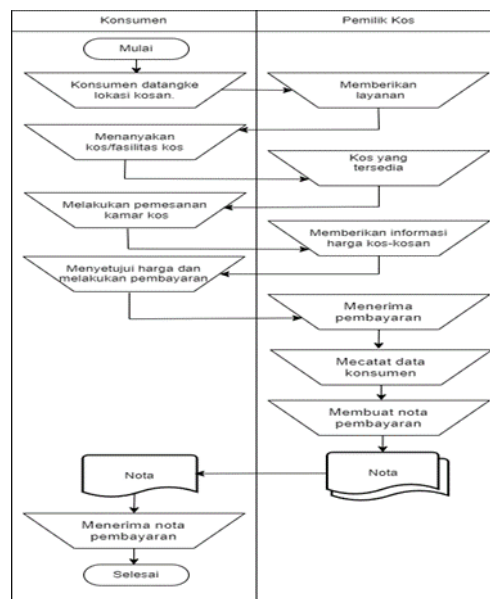 Konsumen
Pemilik Kos
Mulai
Konsumen datangke
lokasi kosan.
Memberikan
layanan
Menanyakan
kos/fasilitas kos
Kos yang
tersedia
Melakukan pemesanan
kamar kos
Memberikan informasi
harga kos-kosan
Menyetujui harga dan
melakukan pembayaran
Menerima
pembayaran
Mecatat data
konsumen
Membuat nota
pembayaran
Nota
Nota
Menerima nota
pembayaran
Selesai